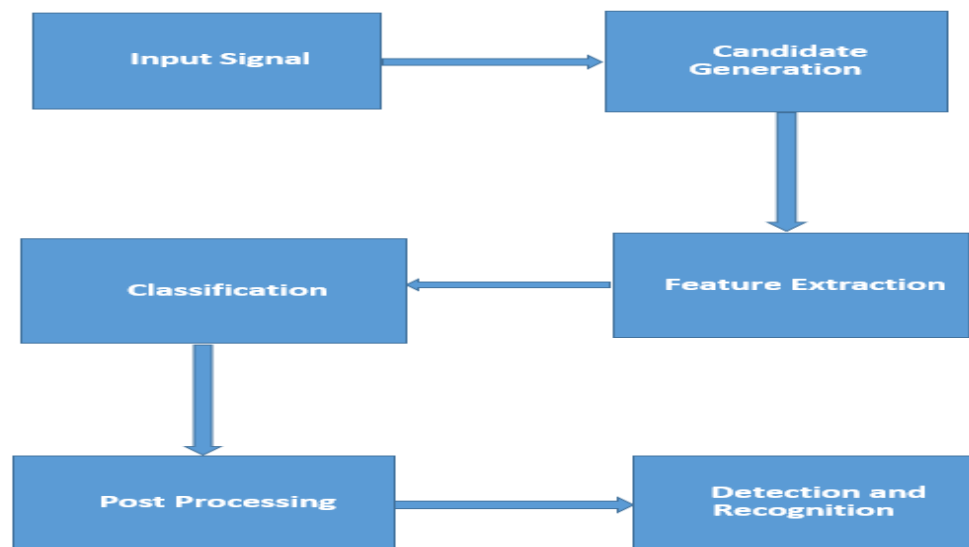 Input Signal
Candidate
Generation
Feature Extraction
Classification
Post Processing
Detection and
Recognition